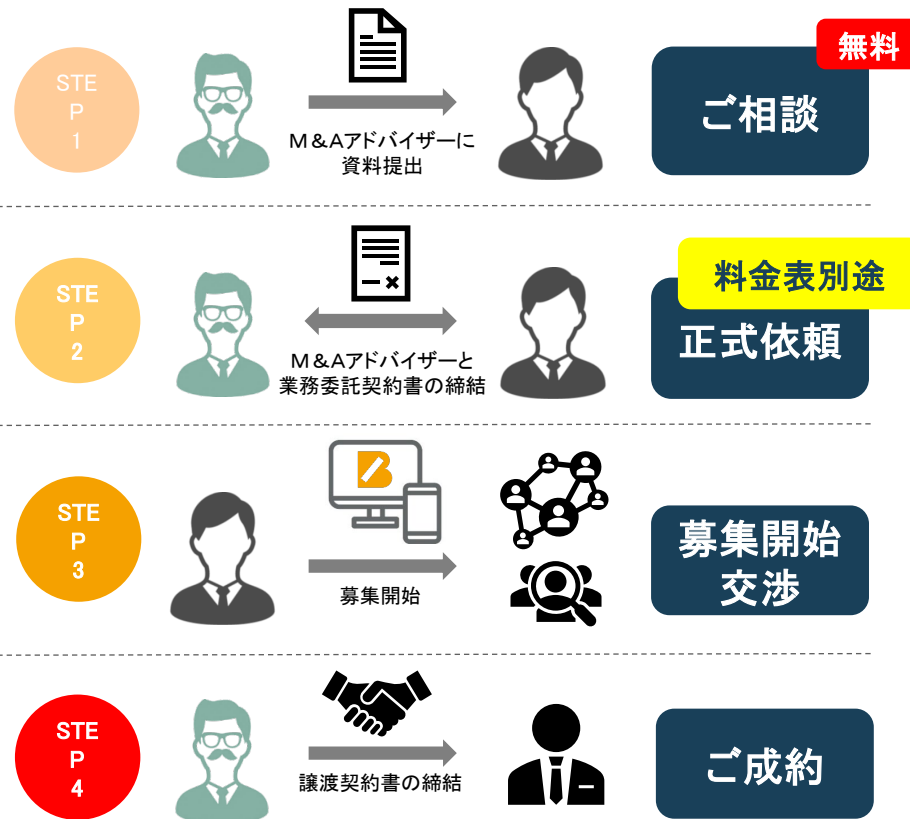 無料
STE
P
1
M&Aアドバイザーに
資料提出
ご相談
料金表別途
STE
P
2
M&Aアドバイザーと
業務委託契約書の締結
正式依頼
STE
P
3
募集開始
募集開始
交渉
STE
P
4
譲渡契約書の締結
ご成約